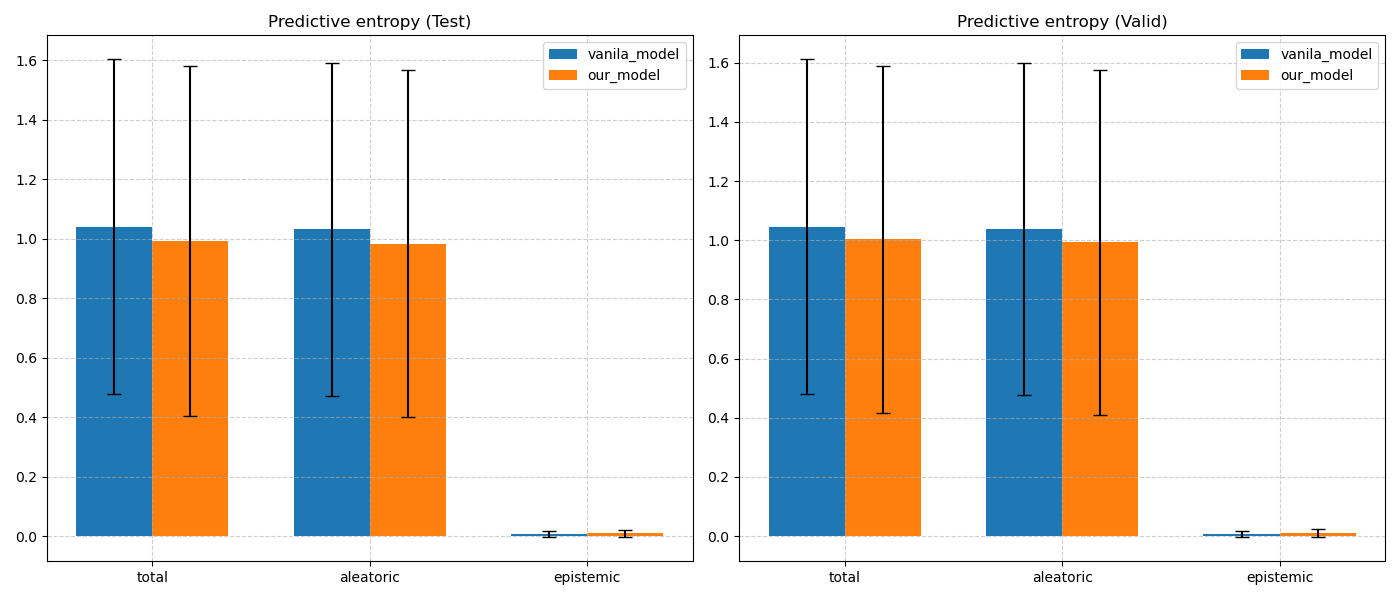 Predictive entropy (Test)
vanila_model
our_model
1.6
1.4
1.2
1.0
0.8
0.6
0.4
0.2
0.0
total aleatoric epistemic
Predictive entropy (Valid)
vanila_model
our_model
1.6
1.4
1.2
1.0
0.8
0.6
0.4
0.2
0.0
total aleatoric epistemic